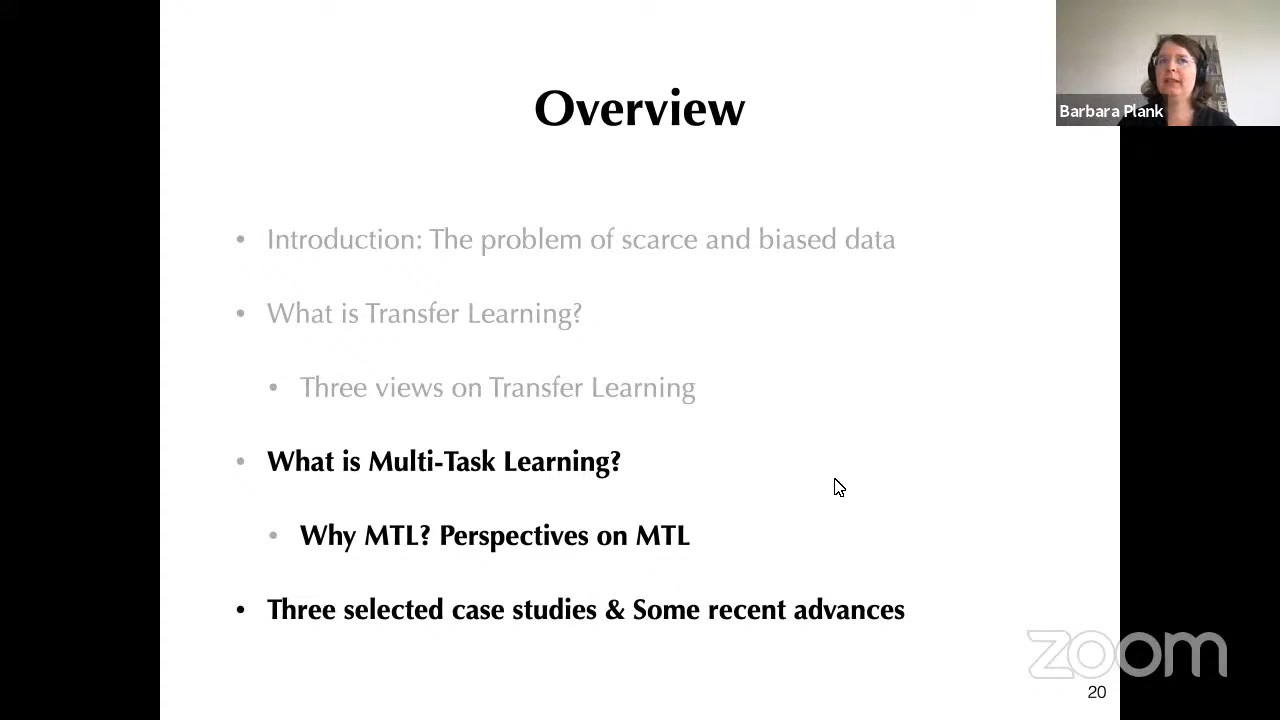 Overview
Barbara Plank
• Introduction: The problem of scarce and biased data
• What is Transfer Learning?
• Three views on Transfer Learning
• What is Multi-Task Learning?
• Why MTL? Perspectives on MTL
• Three selected case studies & Some recent advances
zoom
20